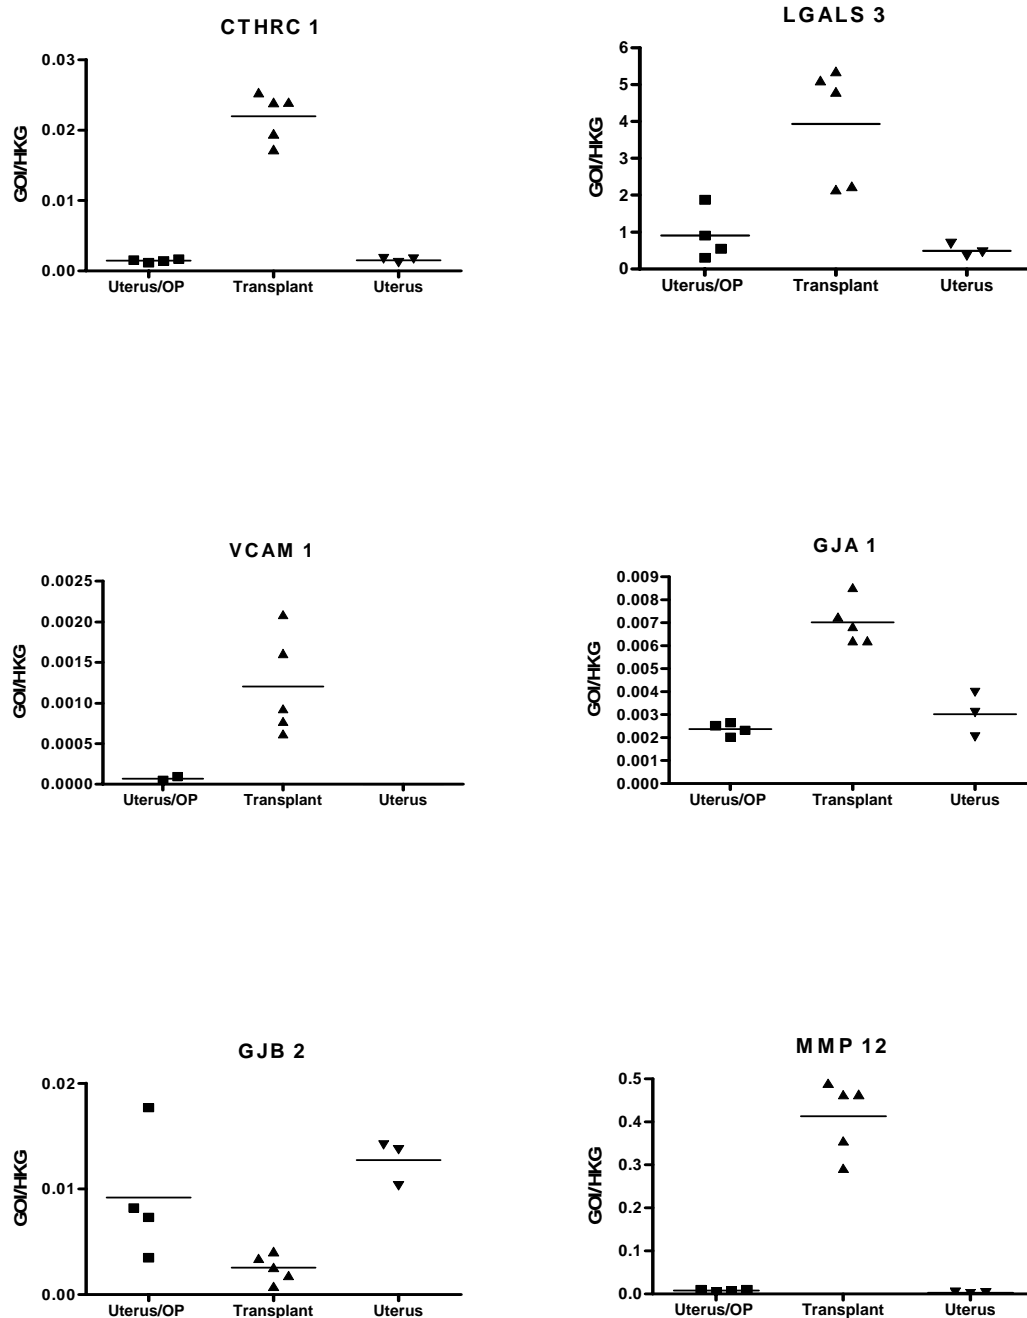 CTHRC 1
GOI/HKG
0.03
0.02
0.01
0.00
Uterus/OP Transplant Uterus
LGALS 3
GOI/HKG
6
5
4
3
2
1
0
Uterus/OP Transplant Uterus
VCAM 1
GOI/HKG
0.0025
0.0020
0.0015
0.0010
0.0005
0.0000
Uterus/OP Transplant Uterus
GJA 1
GOI/HKG
0.009
0.008
0.007
0.006
0.005
0.004
0.003
0.002
0.001
0.000
Uterus/OP Transplant Uterus
GJB 2
GOI/HKG
0.02
0.01
0.00
Uterus/OP Transplant Uterus
MMP 12
GOI/HKG
0.5
0.4
0.3
0.2
0.1
0.0
Uterus/OP Transplant Uterus